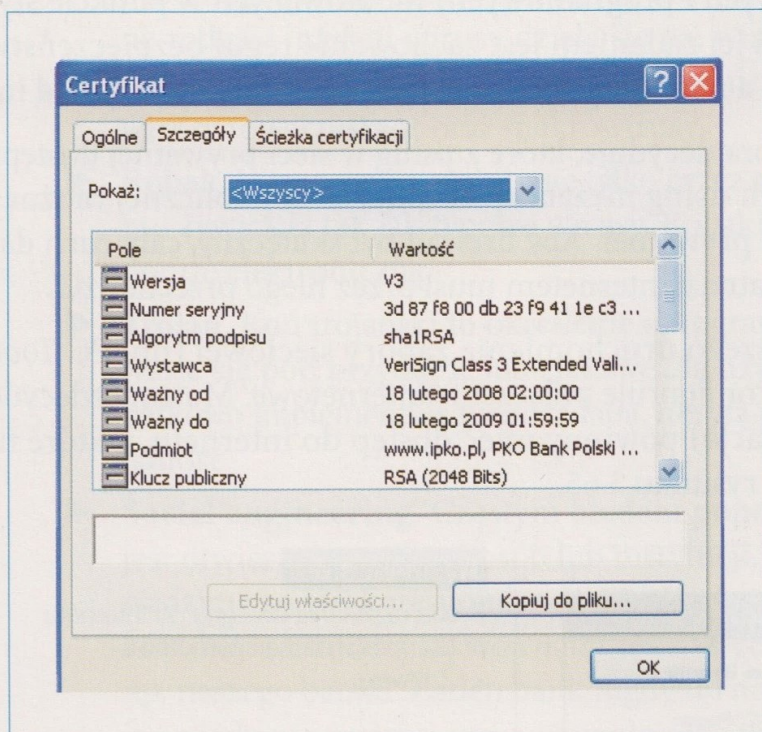 Certyfikat
Ogólne Szczegóły Ścieżka certyfikacji
Pokaż: <Wszyscy>
Pole Wartość
Wersja V3
Numer seryjny 3d 87 f8 00 db 23 f9 41 1e c3 ...
Algorytm podpisu sha1RSA
Wystawca VeriSign Class 3 Extended Vali...
Ważny od 18 lutego 2008 02:00:00
Ważny do 18 lutego 2009 01:59:59
Podmiot www.ipko.pl, PKO Bank Polski ...
Klucz publiczny RSA (2048 Bits)
Edytuj właściwości... Kopiuj do pliku...
OK